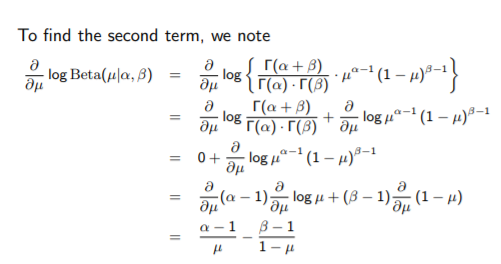 To find the second term, we note
∂/∂μ log Beta(μ|α, β) = ∂/∂μ log { Γ(α + β) / Γ(α) · Γ(β) · μ^{α−1} (1 − μ)^{β−1} }
= ∂/∂μ log Γ(α + β) / Γ(α) · Γ(β) + ∂/∂μ log μ^{α−1} (1 − μ)^{β−1}
= 0 + ∂/∂μ log μ^{α−1} (1 − μ)^{β−1}
= ∂/∂μ (α − 1) ∂/∂μ log μ + (β − 1) ∂/∂μ (1 − μ)
= α − 1 / μ − β − 1 / 1 − μ